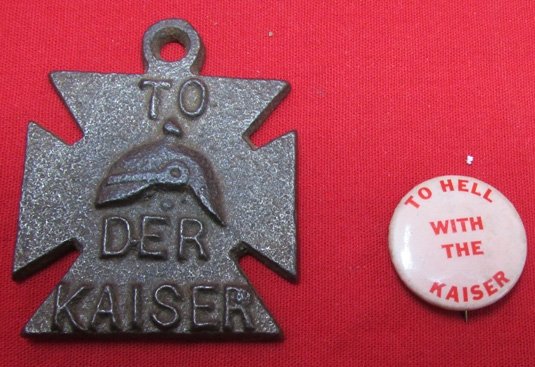 TO
DER
KAISER
TO HELL
WITH
THE
KAISER